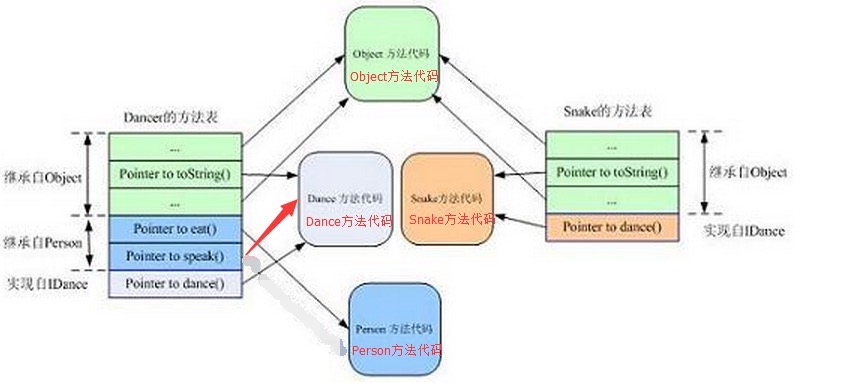 Object 方法代码
Object方法代码
Dancer的方法表
Snake的方法表
...
Pointer to toString()
...
Pointer to eat()
Pointer to speak()
Pointer to dance()
继承自Object
继承自Person
实现自IDance
Dance 方法代码
Dance方法代码
Snake方法代码
Snake方法代码
...
Pointer to toString()
...
Pointer to dance()
继承自Object
实现自IDance
Person 方法代码
Person方法代码